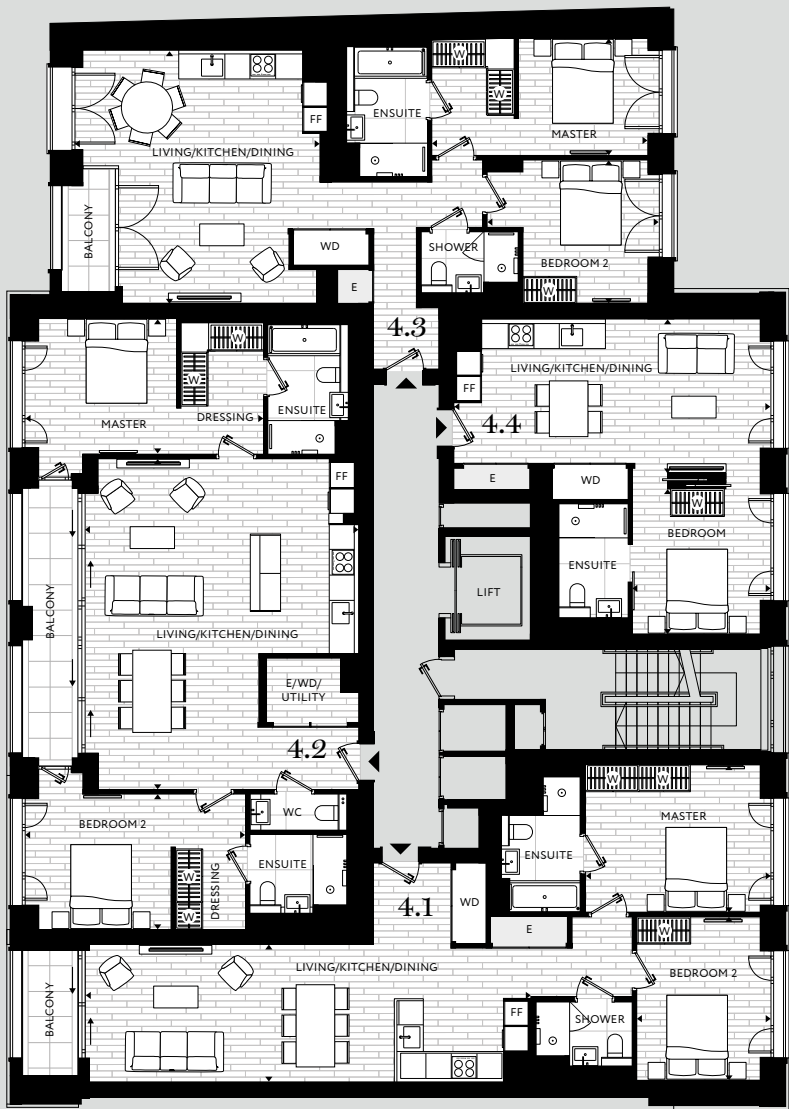 W
W
ENSUITE
FF
MASTER
LIVING/KITCHEN/DINING
BALCONY
WD
SHOWER
BEDROOM 2
E
W
4.3
W
W
LIVING/KITCHEN/DINING
FF
DRESSING
ENSUITE
MASTER
4.4
FF
E
WD
W
BEDROOM
ENSUITE
LIFT
BALCONY
LIVING/KITCHEN/DINING
E/WD/
UTILITY
4.2
W
W
WC
BEDROOM 2
MASTER
ENSUITE
ENSUITE
W
W
DRESSING
4.1
WD
E
W
LIVING/KITCHEN/DINING
BEDROOM 2
BALCONY
FF
SHOWER